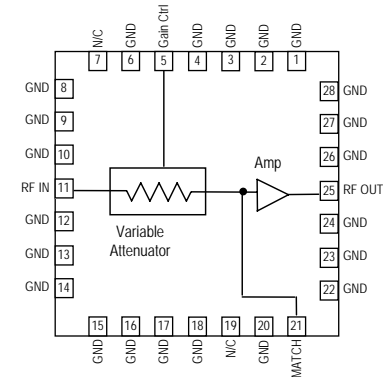 N/C GND Gain Ctrl GND GND GND GND
7 6 5 4 3 2 1
GND 8
GND 9
GND 10
RF IN 11
GND 12
GND 13
GND 14
28 GND
27 GND
26 GND
25 RF OUT
24 GND
23 GND
22 GND
Amp
Variable
Attenuator
15 16 17 18 19 20 21
GND GND GND GND N/C GND MATCH